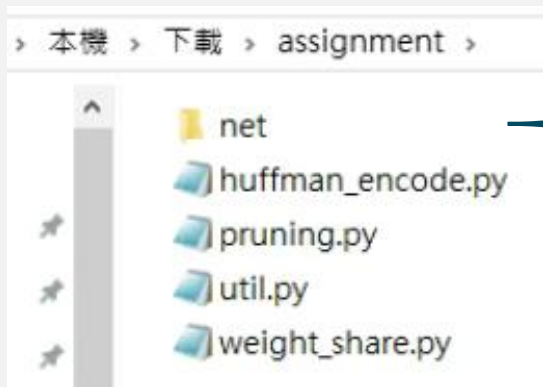 › 本機 › 下載 › assignment ›
net
huffman_encode.py
pruning.py
util.py
weight_share.py